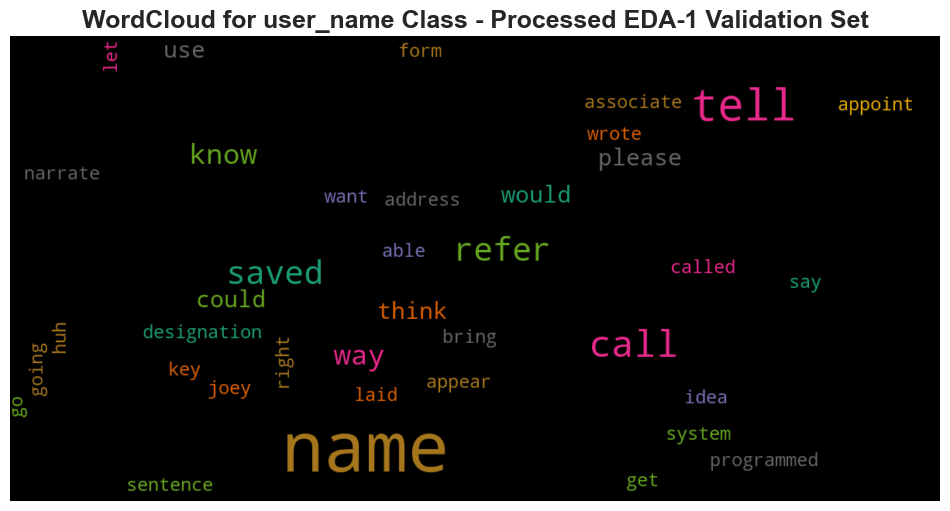 WordCloud for user_name Class - Processed EDA-1 Validation Set
let
use
form
associate
tell
appoint
wrote
know
please
narrate
want
address
would
able
refer
saved
called
say
could
think
designation
bring
call
huh
going
right
way
key
joey
appear
laid
idea
go
name
system
programmed
sentence
get